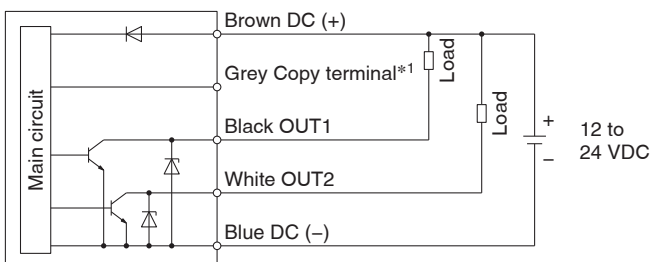 Brown DC (+)
Grey Copy terminal*1
Load
Load
Main circuit
Black OUT1
+
12 to
24 VDC
−
White OUT2
Blue DC (−)